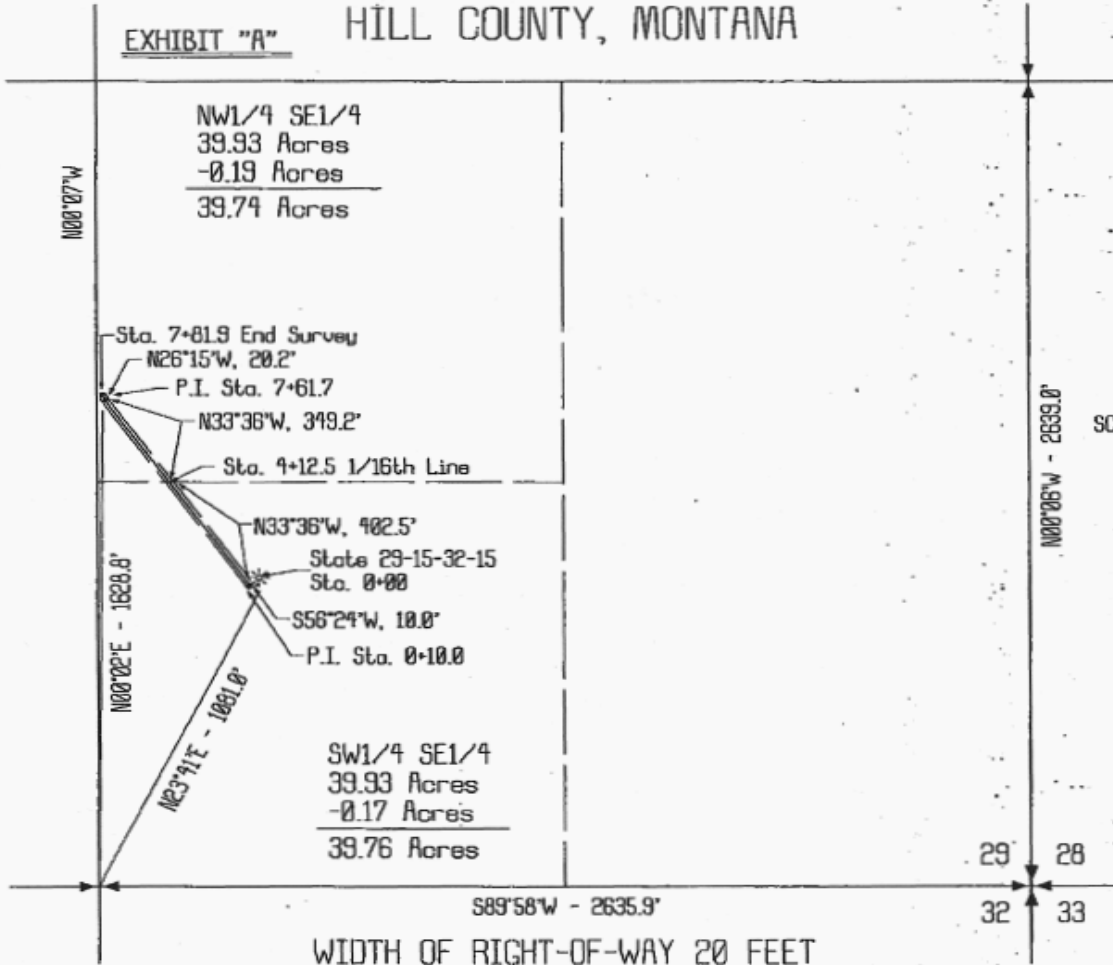 HILL COUNTY, MONTANA
EXHIBIT "A"
NW1/4 SE1/4
39.93 Acres
-0.19 Acres
39.74 Acres
N00°07'W
Sta. 7+81.9 End Survey
N26°15'W, 20.2'
P.I. Sta. 7+61.7
N33°36'W, 349.2'
Sta. 4+12.5 1/16th Line
N33°36'W, 402.5'
State 29-15-32-15
Sta. 0+00
S56°24'W, 10.0'
P.I. Sta. 0+10.0
N00°02'E - 1628.8'
N23°41'E - 1081.0'
N00°06'W - 2639.0'
SC
SW1/4 SE1/4
39.93 Acres
-0.17 Acres
39.76 Acres
29 28
32 33
S89°58'W - 2635.9'
WIDTH OF RIGHT-OF-WAY 20 FEET